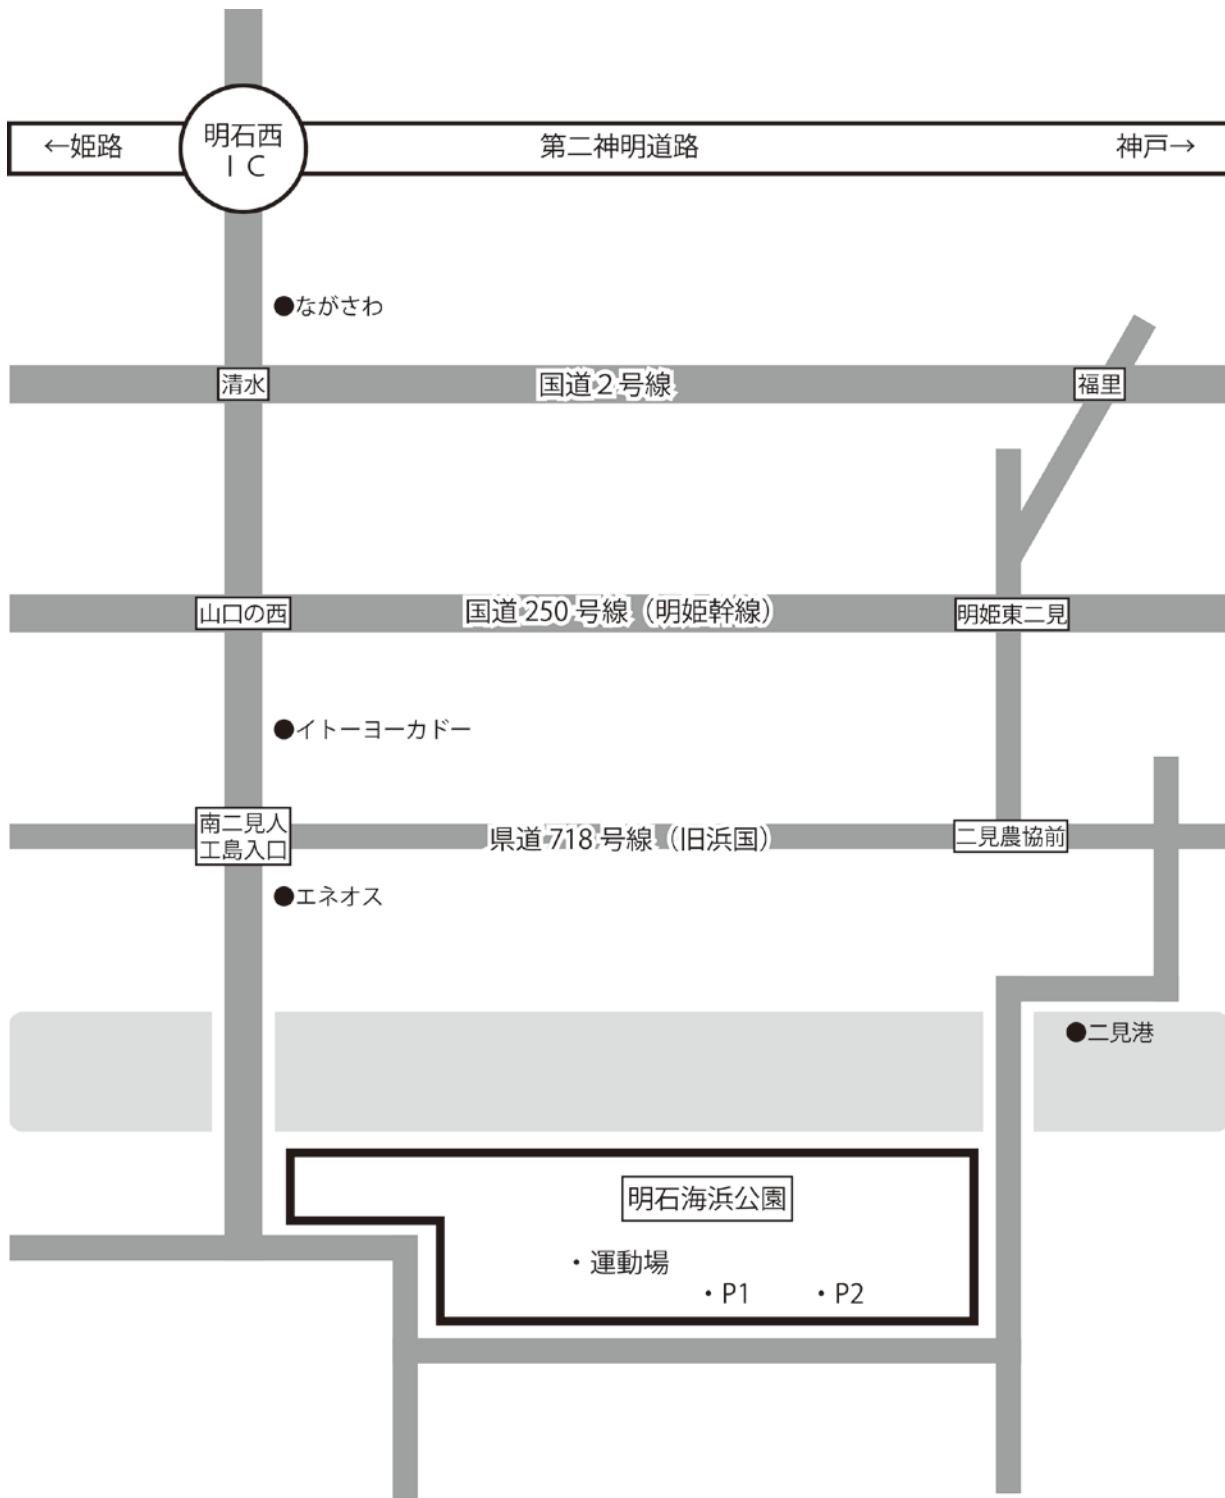 ←姫路
明石西
ＩＣ
第二神明道路
神戸→
●ながさわ
清水
国道２号線
福里
山口の西
国道250号線（明姫幹線）
明姫東二見
●イトーヨーカドー
南二見人
工島入口
県道718号線（旧浜国）
二見農協前
●エネオス
●二見港
明石海浜公園
・運動場
・P1
・P2